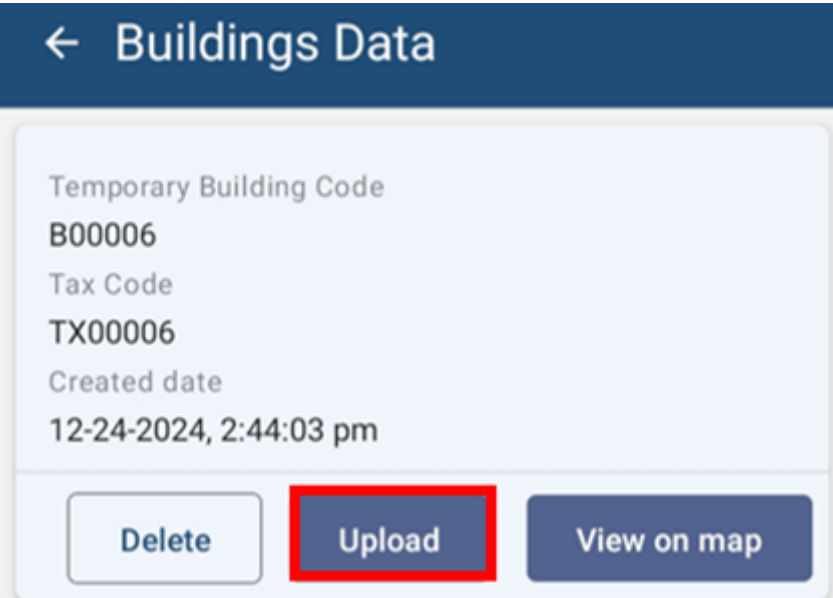 ← Buildings Data
Temporary Building Code
B00006
Tax Code
TX00006
Created date
12-24-2024, 2:44:03 pm
Delete Upload View on map